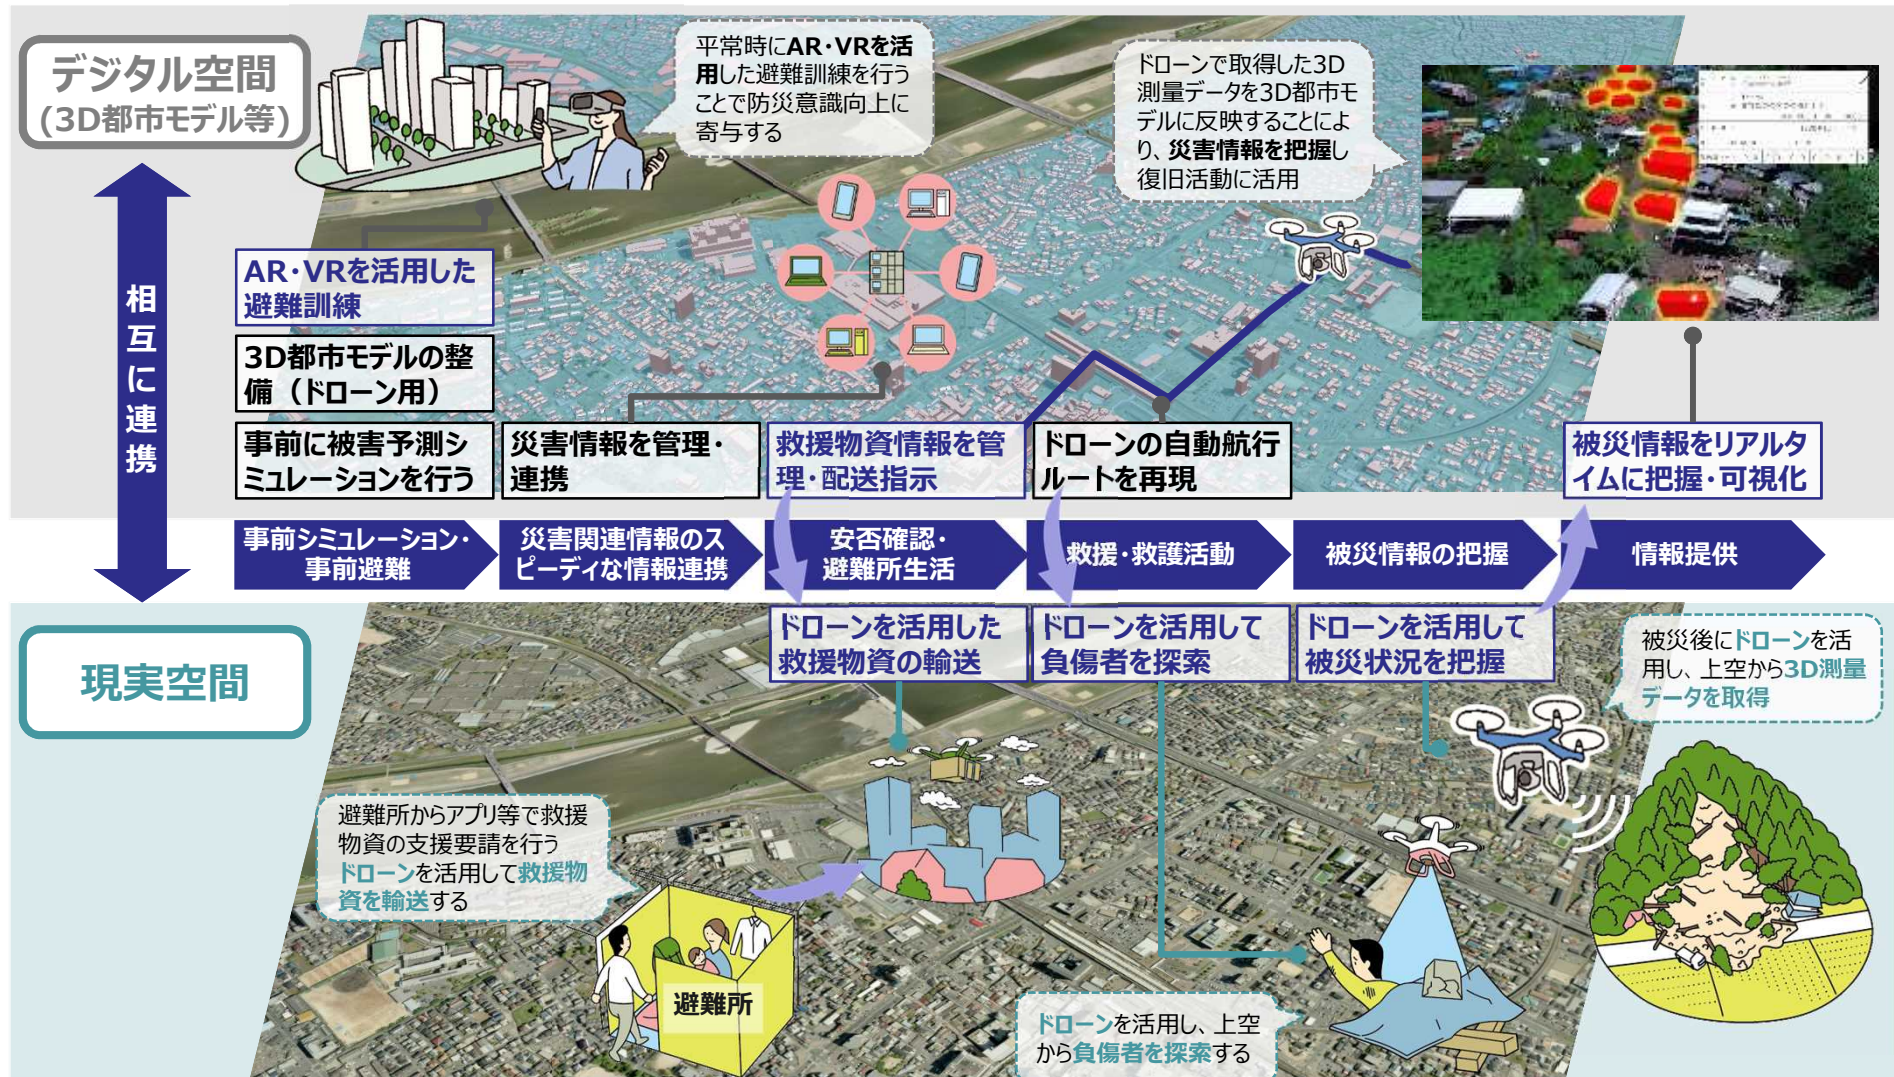 デジタル空間
(3D都市モデル等)
平常時にAR・VRを活
用した避難訓練を行う
ことで防災意識向上に
寄与する
ドローンで取得した3D
測量データを3D都市モ
デルに反映することによ
り、災害情報を把握し
復旧活動に活用
相互に連携
AR・VRを活用した
避難訓練
3D都市モデルの整
備（ドローン用）
事前に被害予測シ
ミュレーションを行う
災害情報を管理・
連携
救援物資情報を管
理・配送指示
ドローンの自動航行
ルートを再現
被災情報をリアルタ
イムに把握・可視化
事前シミュレーション・
事前避難
災害関連情報のス
ピーディな情報連携
安否確認・
避難所生活
救援・救護活動
被災情報の把握
情報提供
現実空間
ドローンを活用した
救援物資の輸送
ドローンを活用して
負傷者を探索
ドローンを活用して
被災状況を把握
被災後にドローンを活
用し、上空から3D測量
データを取得
避難所からアプリ等で救援
物資の支援要請を行う
ドローンを活用して救援物
資を輸送する
避難所
ドローンを活用し、上空
から負傷者を探索する